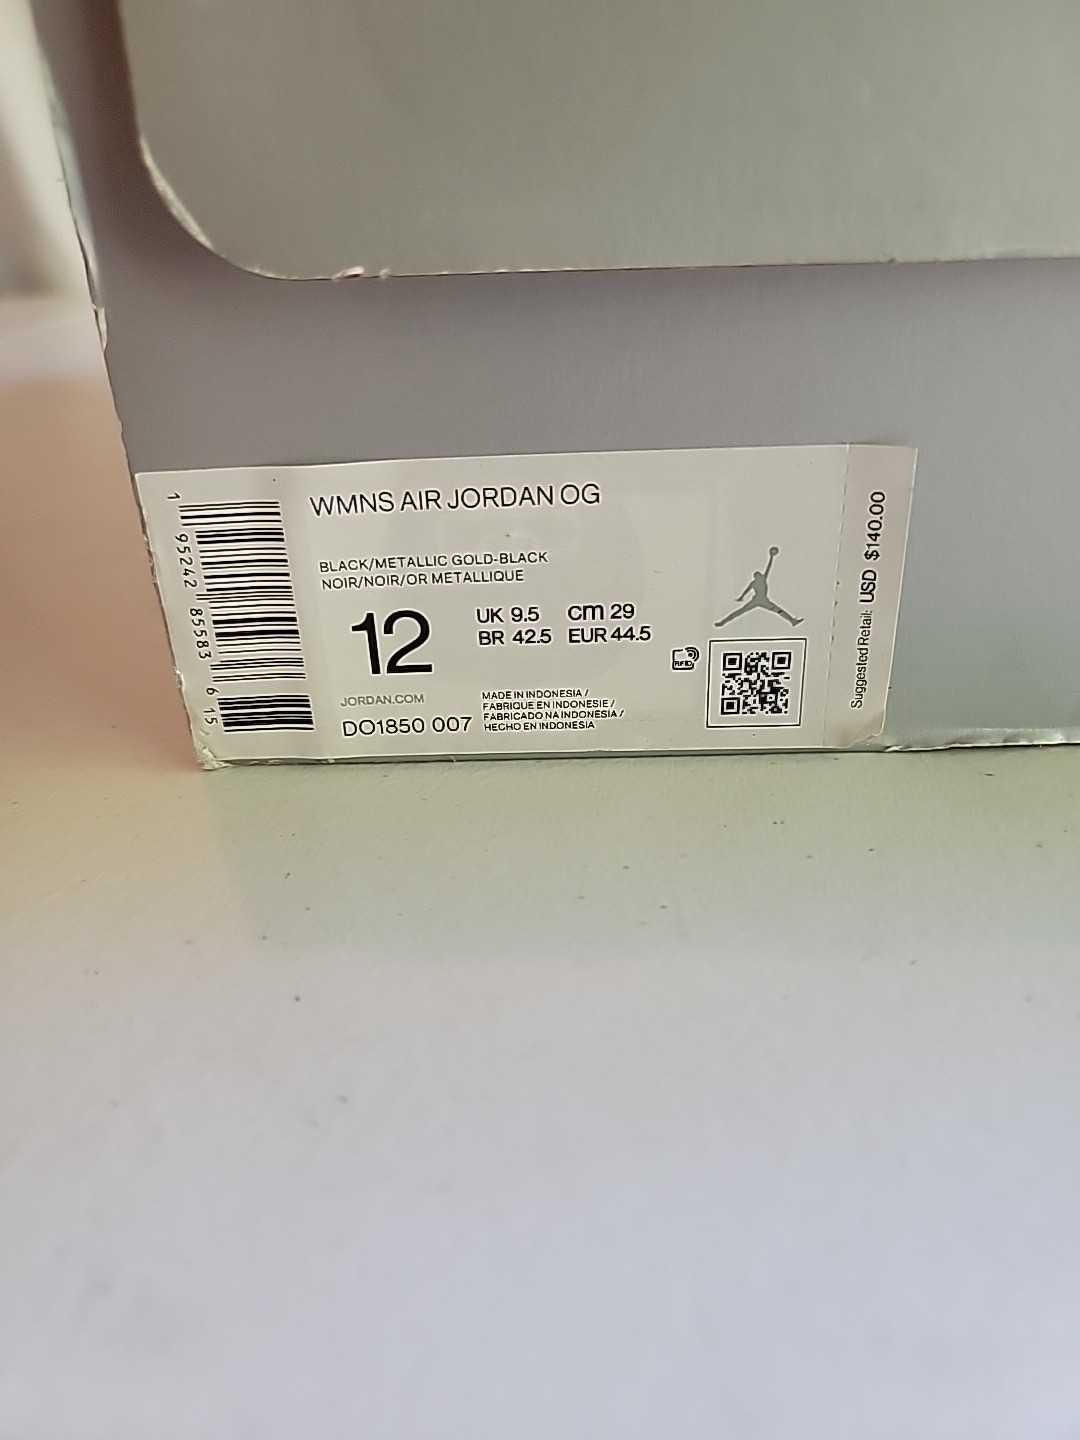 WMNS AIR JORDAN OG
BLACK/METALLIC GOLD-BLACK
NOIR/NOIR/OR METALLIQUE
12
UK 9.5 cm 29
BR 42.5 EUR 44.5
RFID
JORDAN.COM
DO1850 007
MADE IN INDONESIA /
FABRIQUE EN INDONESIE /
FABRICADO NA INDONESIA /
HECHO EN INDONESIA
1 95242 85583 6 15
Suggested Retail: USD $140.00